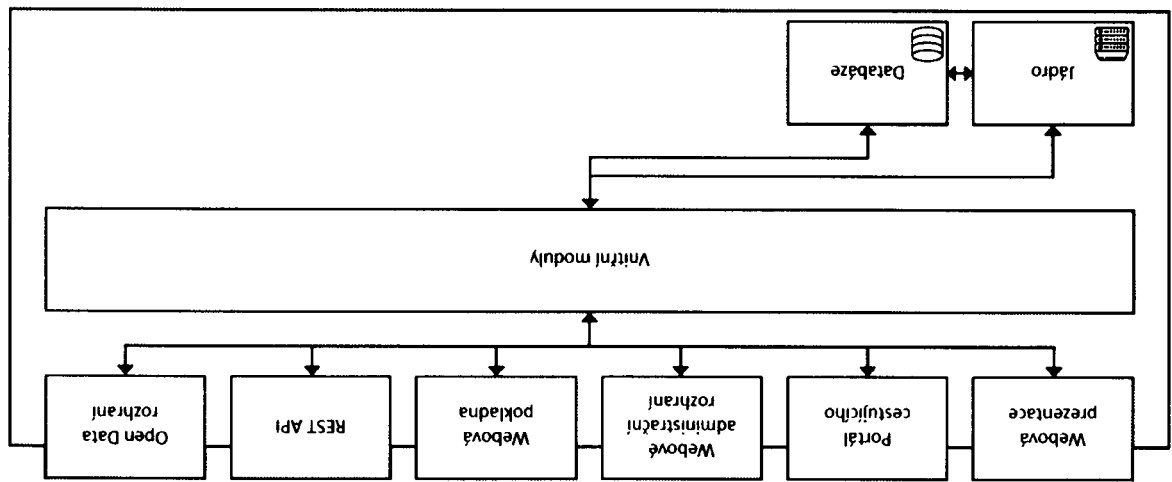 Webová
prezentace
Portál
cestujícího
Webové
administrační
rozhraní
Webová
pokladna
REST API
Open Data
rozhraní
Vnitřní moduly
Jádro
Databáze